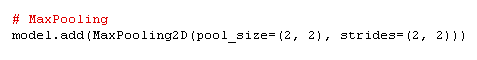 # MaxPooling
model.add(MaxPooling2D(pool_size=(2, 2), strides=(2, 2)))